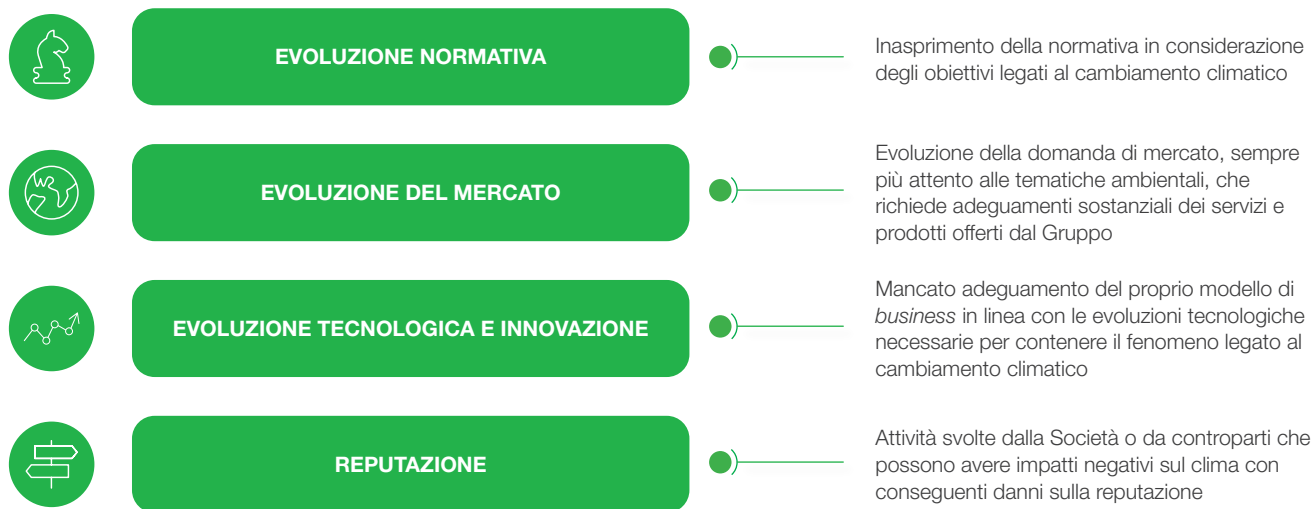 EVOLUZIONE NORMATIVA
Inasprimento della normativa in considerazione
degli obiettivi legati al cambiamento climatico
EVOLUZIONE DEL MERCATO
Evoluzione della domanda di mercato, sempre
più attento alle tematiche ambientali, che
richiede adeguamenti sostanziali dei servizi e
prodotti offerti dal Gruppo
EVOLUZIONE TECNOLOGICA E INNOVAZIONE
Mancato adeguamento del proprio modello di
business in linea con le evoluzioni tecnologiche
necessarie per contenere il fenomeno legato al
cambiamento climatico
REPUTAZIONE
Attività svolte dalla Società o da controparti che
possono avere impatti negativi sul clima con
conseguenti danni sulla reputazione